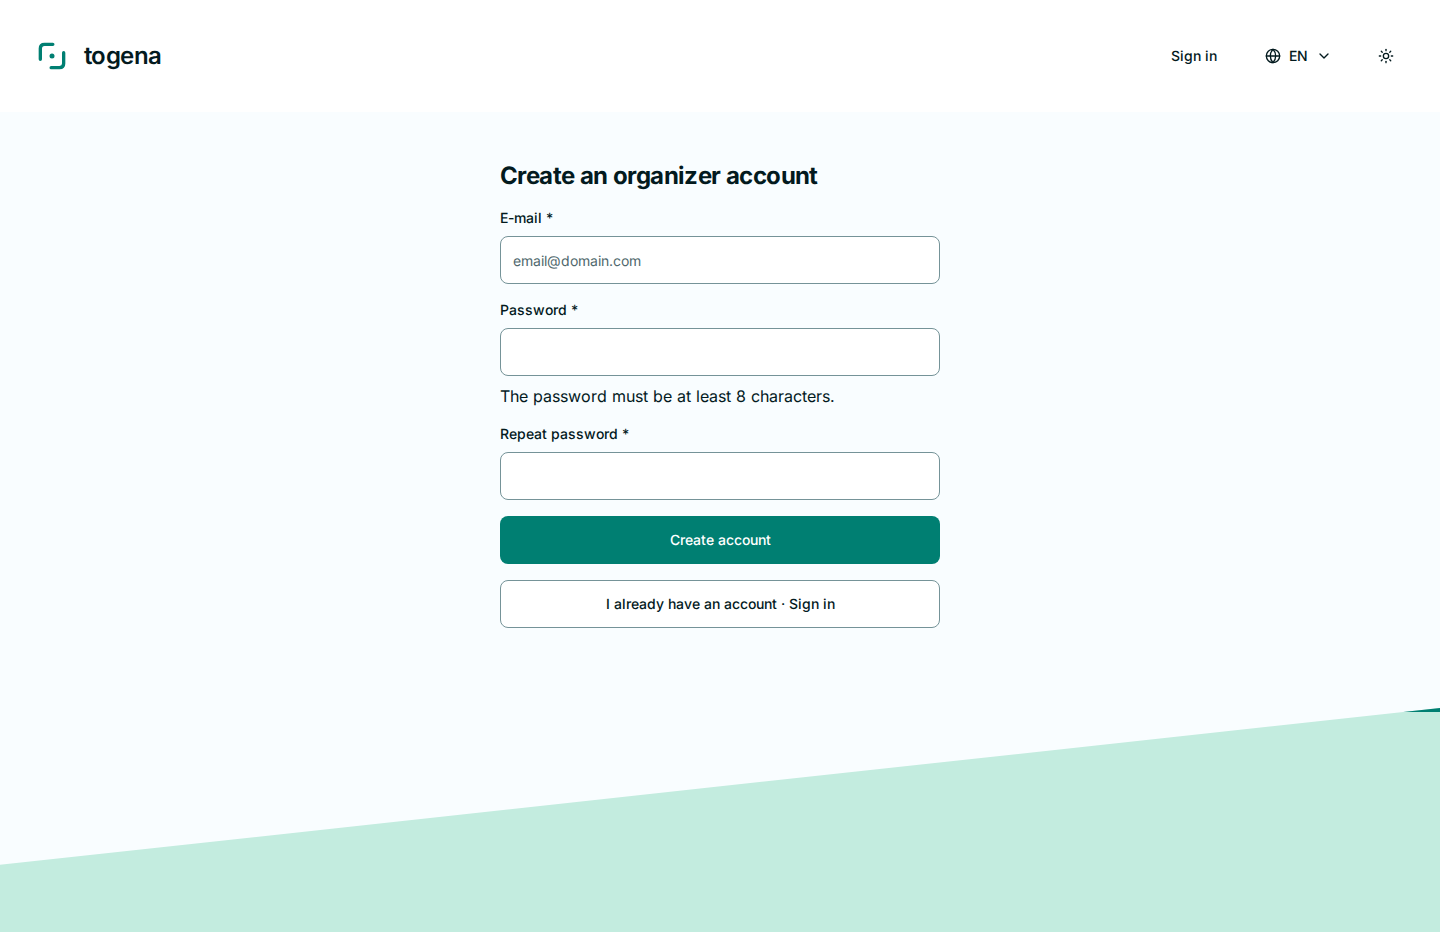 togena
Sign in
EN
Create an organizer account
E-mail *
email@domain.com
Password *
The password must be at least 8 characters.
Repeat password *
Create account
I already have an account · Sign in